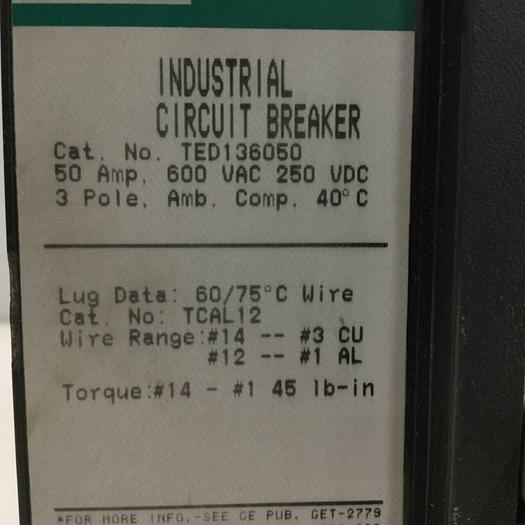 INDUSTRIAL
CIRCUIT BREAKER
Cat. No. TED136050
50 Amp, 600 VAC 250 VDC
3 Pole, Amb. Comp. 40°C
Lug Data: 60/75°C Wire
Cat. No: TCAL12
Wire Range:#14 -- #3 CU
#12 -- #1 AL
Torque:#14 - #1 45 lb-in
*FOR MORE INFO.-SEE GE PUB. GET-2779